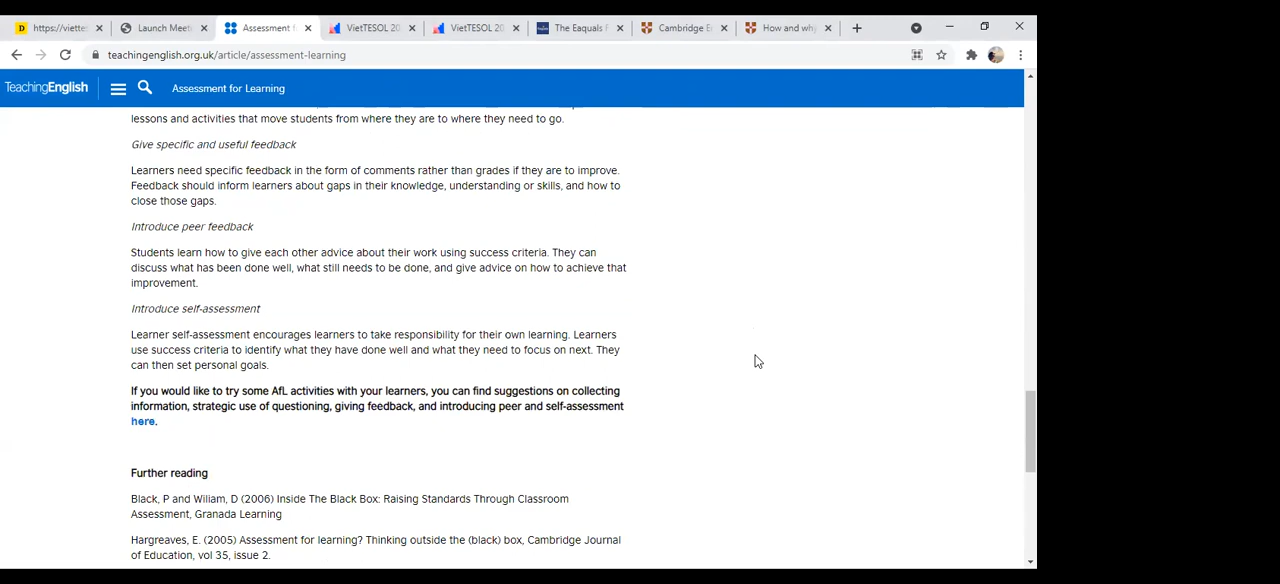 https://viette
Launch Meeti
Assessment f
VietTESOL 20
VietTESOL 20
The Eaquals F
Cambridge E
How and why
teachingenglish.org.uk/article/assessment-learning
TeachingEnglish
Assessment for Learning
lessons and activities that move students from where they are to where they need to go.
Give specific and useful feedback
Learners need specific feedback in the form of comments rather than grades if they are to improve.
Feedback should inform learners about gaps in their knowledge, understanding or skills, and how to
close those gaps.
Introduce peer feedback
Students learn how to give each other advice about their work using success criteria. They can
discuss what has been done well, what still needs to be done, and give advice on how to achieve that
improvement.
Introduce self-assessment
Learner self-assessment encourages learners to take responsibility for their own learning. Learners
use success criteria to identify what they have done well and what they need to focus on next. They
can then set personal goals.
If you would like to try some AfL activities with your learners, you can find suggestions on collecting
information, strategic use of questioning, giving feedback, and introducing peer and self-assessment
here.
Further reading
Black, P and Wiliam, D (2006) Inside The Black Box: Raising Standards Through Classroom
Assessment, Granada Learning
Hargreaves, E. (2005) Assessment for learning? Thinking outside the (black) box, Cambridge Journal
of Education, vol 35, issue 2.